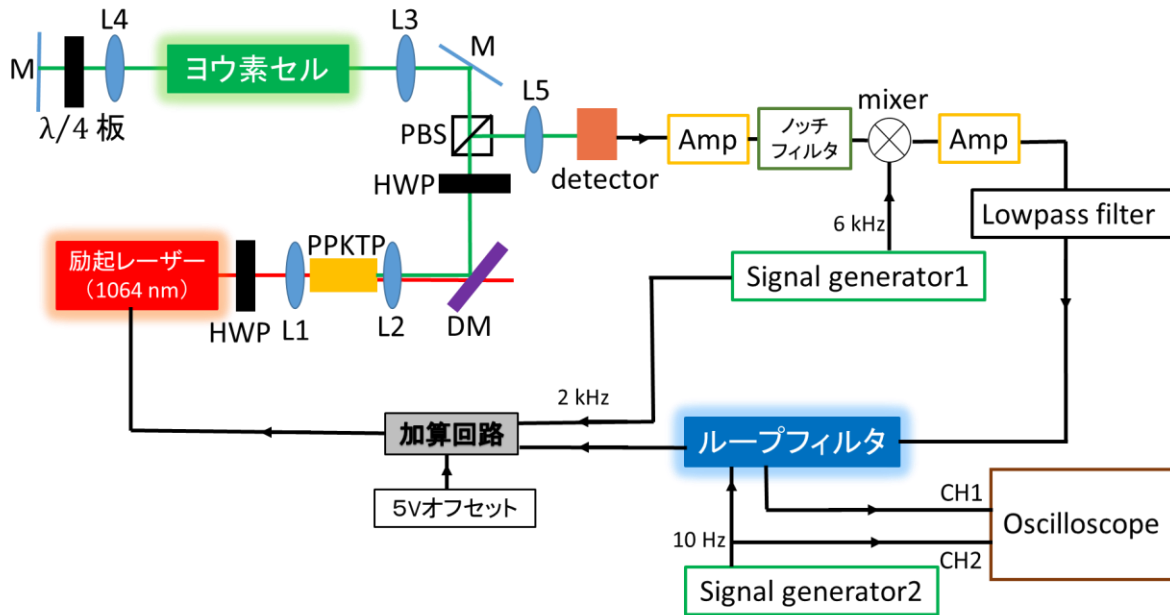 L4
L3
M
M
ヨウ素セル
λ/4 板
L5
mixer
PBS
Amp
ノッチ
フィルタ
Amp
detector
HWP
Lowpass filter
6 kHz
励起レーザー
（1064 nm）
PPKTP
Signal generator1
HWP
L1
L2
DM
2 kHz
加算回路
ループフィルタ
5Vオフセット
CH1
Oscilloscope
10 Hz
CH2
Signal generator2